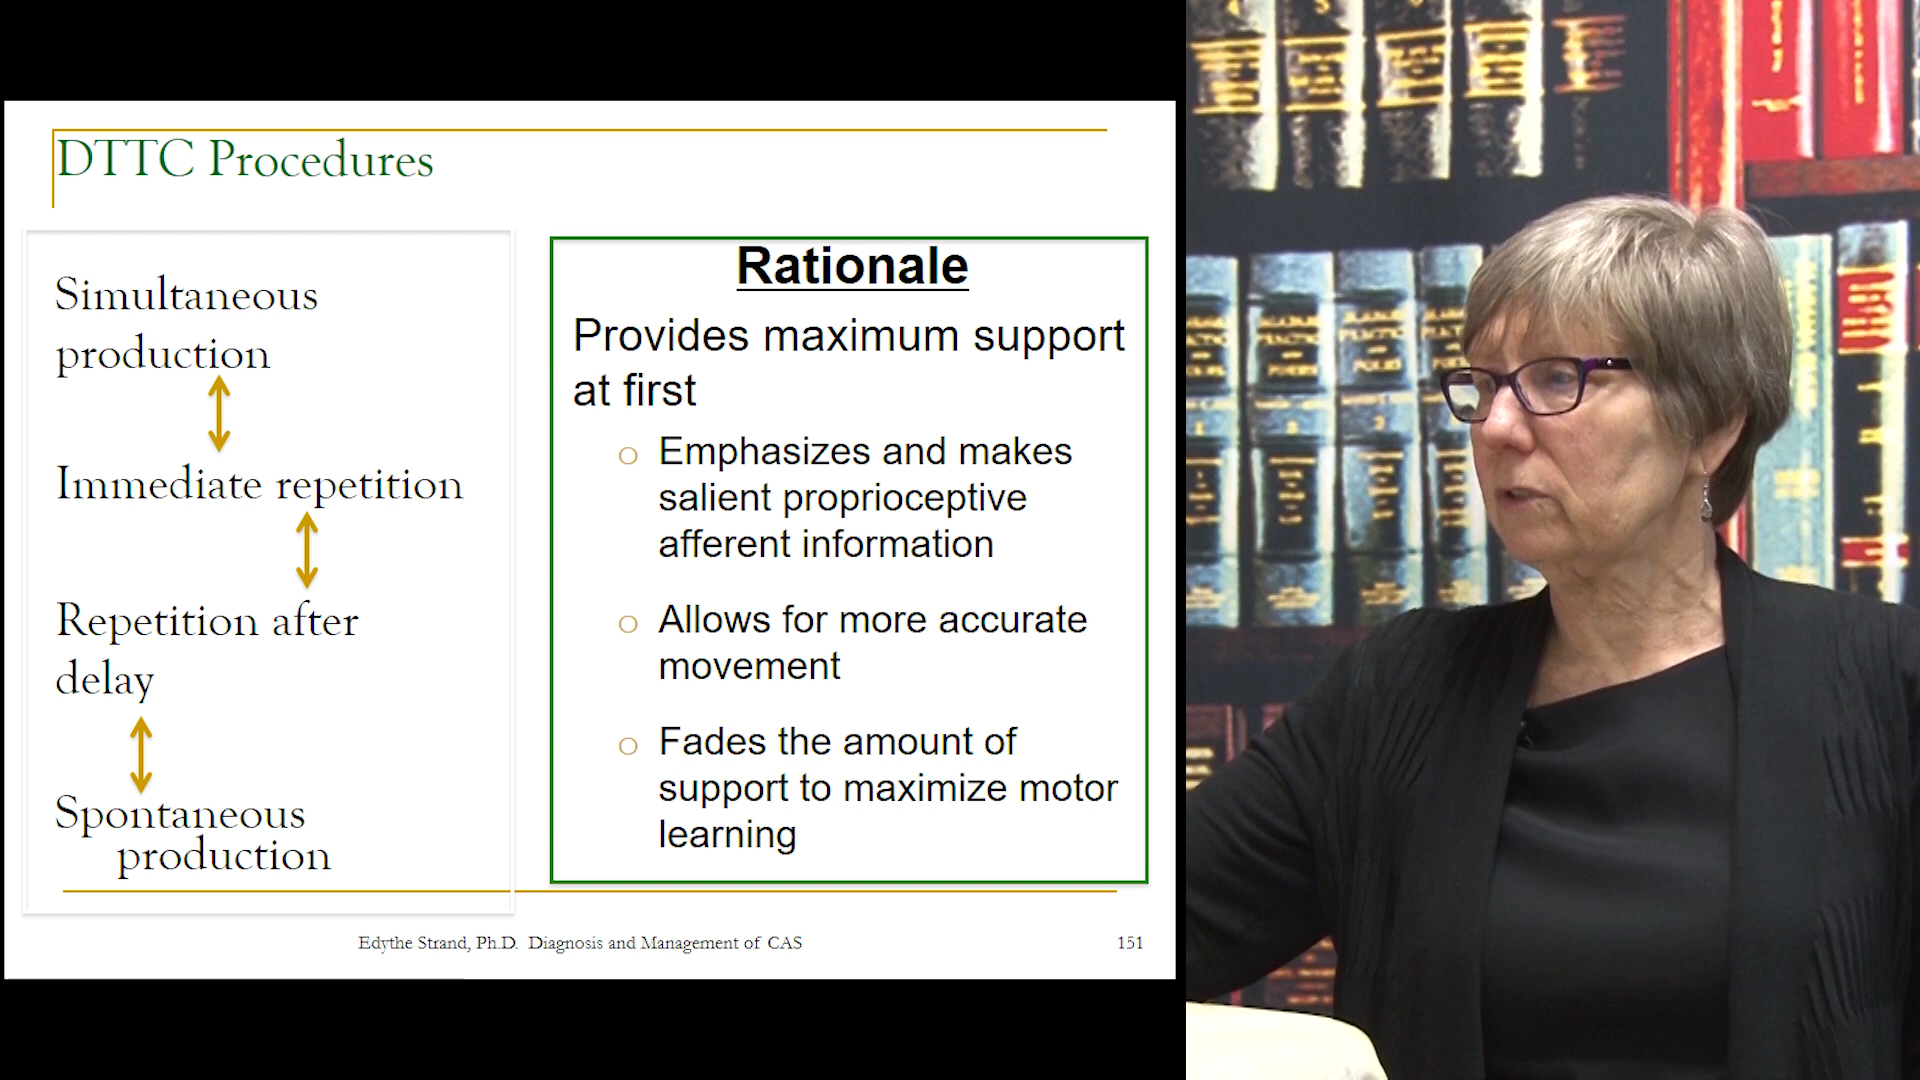 DTTC Procedures
Simultaneous
production
Immediate repetition
Repetition after
delay
Spontaneous
production
Rationale
Provides maximum support
at first
o Emphasizes and makes
salient proprioceptive
afferent information
o Allows for more accurate
movement
o Fades the amount of
support to maximize motor
learning
Edythe Strand, Ph.D. Diagnosis and Management of CAS
151